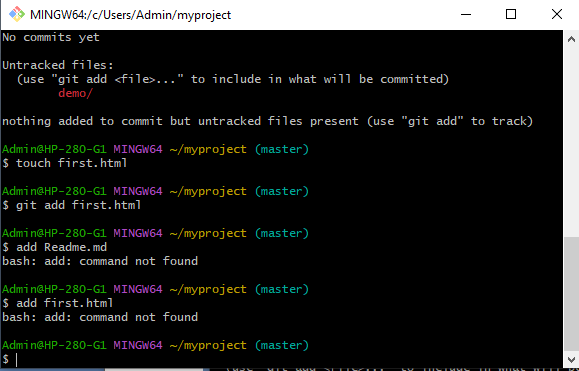 MINGW64:/c/Users/Admin/myproject
No commits yet
Untracked files:
(use "git add <file>..." to include in what will be committed)
demo/
nothing added to commit but untracked files present (use "git add" to track)
Admin@HP-280-G1 MINGW64 ~/myproject (master)
$ touch first.html
Admin@HP-280-G1 MINGW64 ~/myproject (master)
$ git add first.html
Admin@HP-280-G1 MINGW64 ~/myproject (master)
$ add Readme.md
bash: add: command not found
Admin@HP-280-G1 MINGW64 ~/myproject (master)
$ add first.html
bash: add: command not found
Admin@HP-280-G1 MINGW64 ~/myproject (master)
$